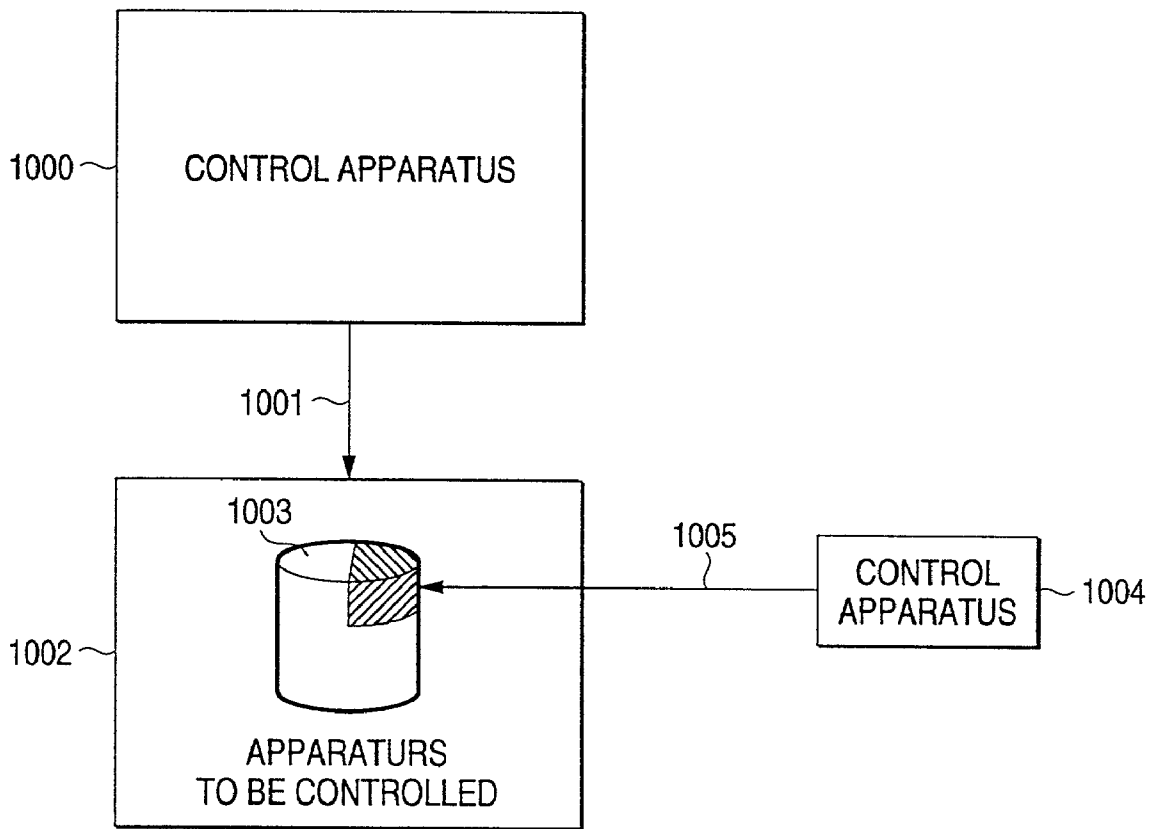 1000
CONTROL APPARATUS
1001
1003
1005
CONTROL
APPARATUS
1004
1002
APPARATURS
TO BE CONTROLLED